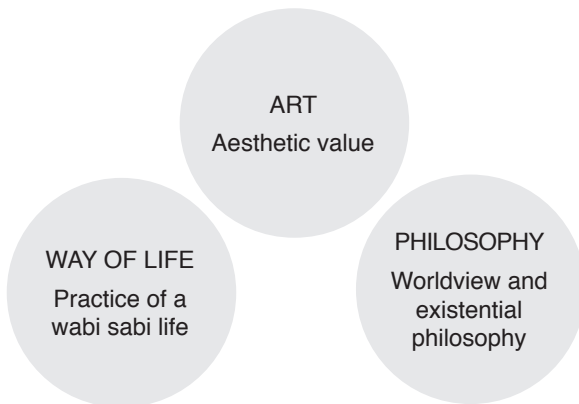 ART
Aesthetic value
WAY OF LIFE
Practice of a
wabi sabi life
PHILOSOPHY
Worldview and
existential
philosophy